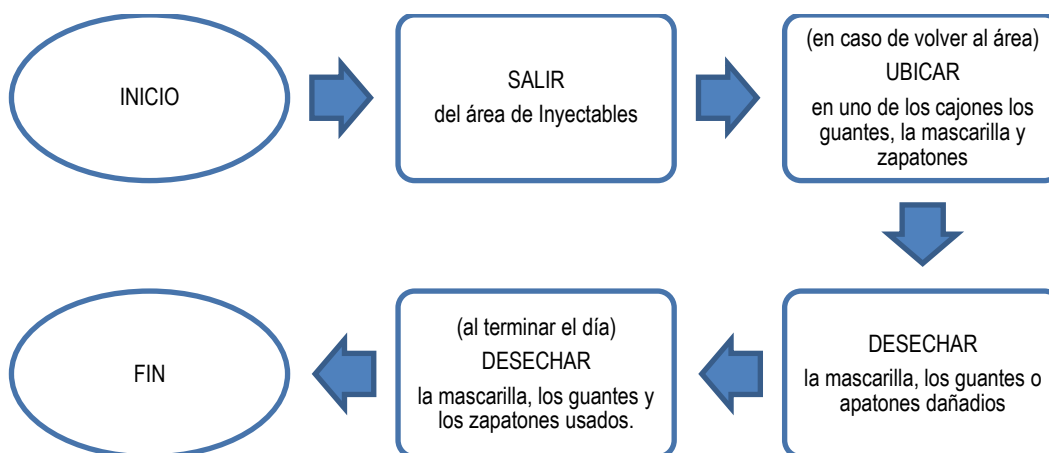 INICIO
SALIR
del área de Inyectables
(en caso de volver al área)
UBICAR
en uno de los cajones los
guantes, la mascarilla y
zapatones
DESECHAR
la mascarilla, los guantes o
apatones dañadios
(al terminar el día)
DESECHAR
la mascarilla, los guantes y
los zapatones usados.
FIN